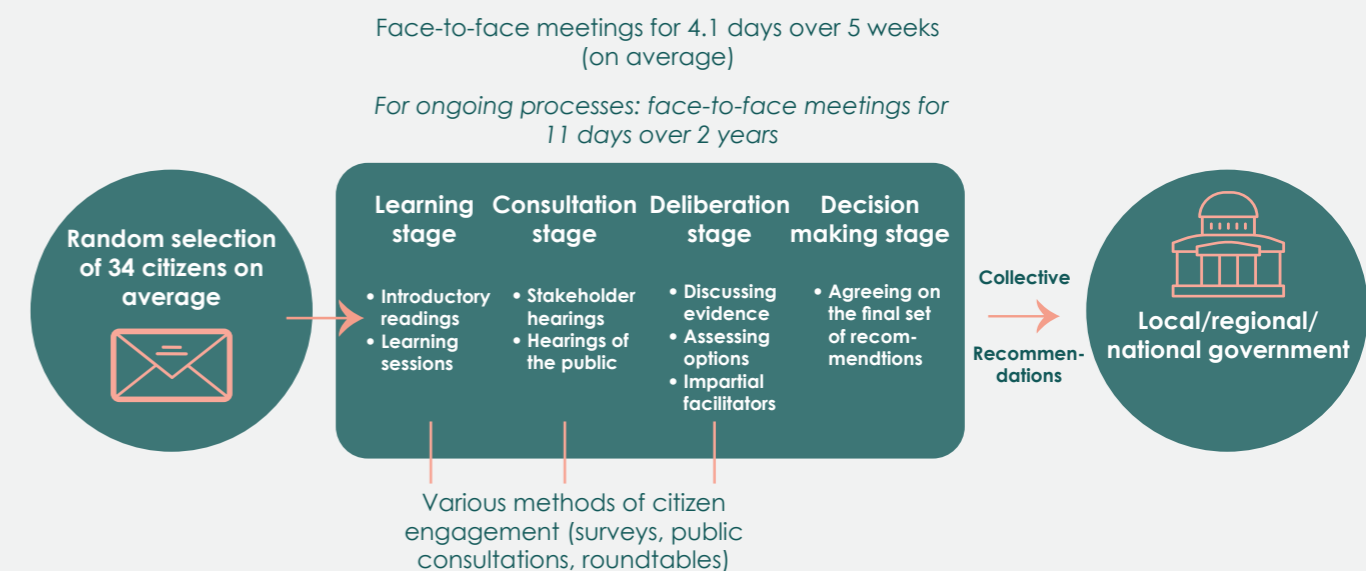 Face-to-face meetings for 4.1 days over 5 weeks
(on average)
For ongoing processes: face-to-face meetings for
11 days over 2 years
Random selection
of 34 citizens on
average
Learning
stage
• Introductory
readings
• Learning
sessions
Consultation
stage
• Stakeholder
hearings
• Hearings of
the public
Deliberation
stage
• Discussing
evidence
• Assessing
options
• Impartial
facilitators
Decision
making stage
• Agreeing on
the final set
of recom-
mendtions
Collective
Recommen-
dations
Local/regional/
national government
Various methods of citizen
engagement (surveys, public
consultations, roundtables)